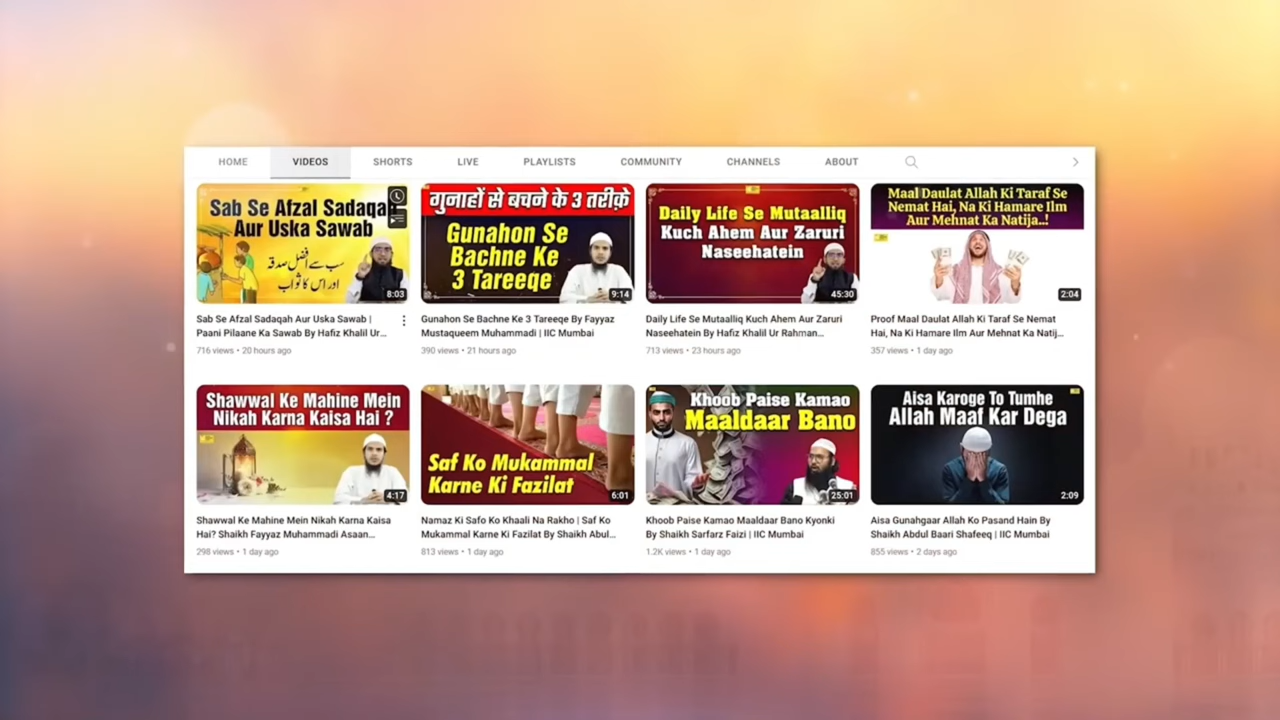 HOME VIDEOS SHORTS LIVE PLAYLISTS COMMUNITY CHANNELS ABOUT
Sab Se Afzal Sadaqah
Aur Uska Sawab
سب سے افضل صدقہ
اور اس کا ثواب
8:03
Sab Se Afzal Sadaqah Aur Uska Sawab |
Paani Pilaane Ka Sawab By Hafiz Khalil Ur...
716 views • 20 hours ago
गुनाहों से बचने के 3 तरीक़े
Gunahon Se
Bachne Ke
3 Tareeqe
9:14
Gunahon Se Bachne Ke 3 Tareeqe By Fayyaz
Mustaqueem Muhammadi | IIC Mumbai
390 views • 21 hours ago
Daily Life Se Mutaalliq
Kuch Ahem Aur Zaruri
Naseehatein
45:30
Daily Life Se Mutaalliq Kuch Ahem Aur Zaruri
Naseehatein By Hafiz Khalil Ur Rahman...
713 views • 23 hours ago
Maal Daulat Allah Ki Taraf Se
Nemat Hai, Na Ki Hamare Ilm
Aur Mehnat Ka Natija..!
2:04
Proof Maal Daulat Allah Ki Taraf Se Nemat
Hai, Na Ki Hamare Ilm Aur Mehnat Ka Natij...
357 views • 1 day ago
Shawwal Ke Mahine Mein
Nikah Karna Kaisa Hai ?
4:17
Shawwal Ke Mahine Mein Nikah Karna Kaisa
Hai? Shaikh Fayyaz Muhammadi Asaan...
298 views • 1 day ago
Saf Ko Mukammal
Karne Ki Fazilat
6:01
Namaz Ki Safo Ko Khaali Na Rakho | Saf Ko
Mukammal Karne Ki Fazilat By Shaikh Abul...
813 views • 1 day ago
Khoob Paise Kamao
Maaldaar Bano
25:01
Khoob Paise Kamao Maaldaar Bano Kyonki
By Shaikh Sarfarz Faizi | IIC Mumbai
1.2K views • 1 day ago
Aisa Karoge To Tumhe
Allah Maaf Kar Dega
2:09
Aisa Gunahgaar Allah Ko Pasand Hain By
Shaikh Abdul Baari Shafeeq | IIC Mumbai
855 views • 2 days ago